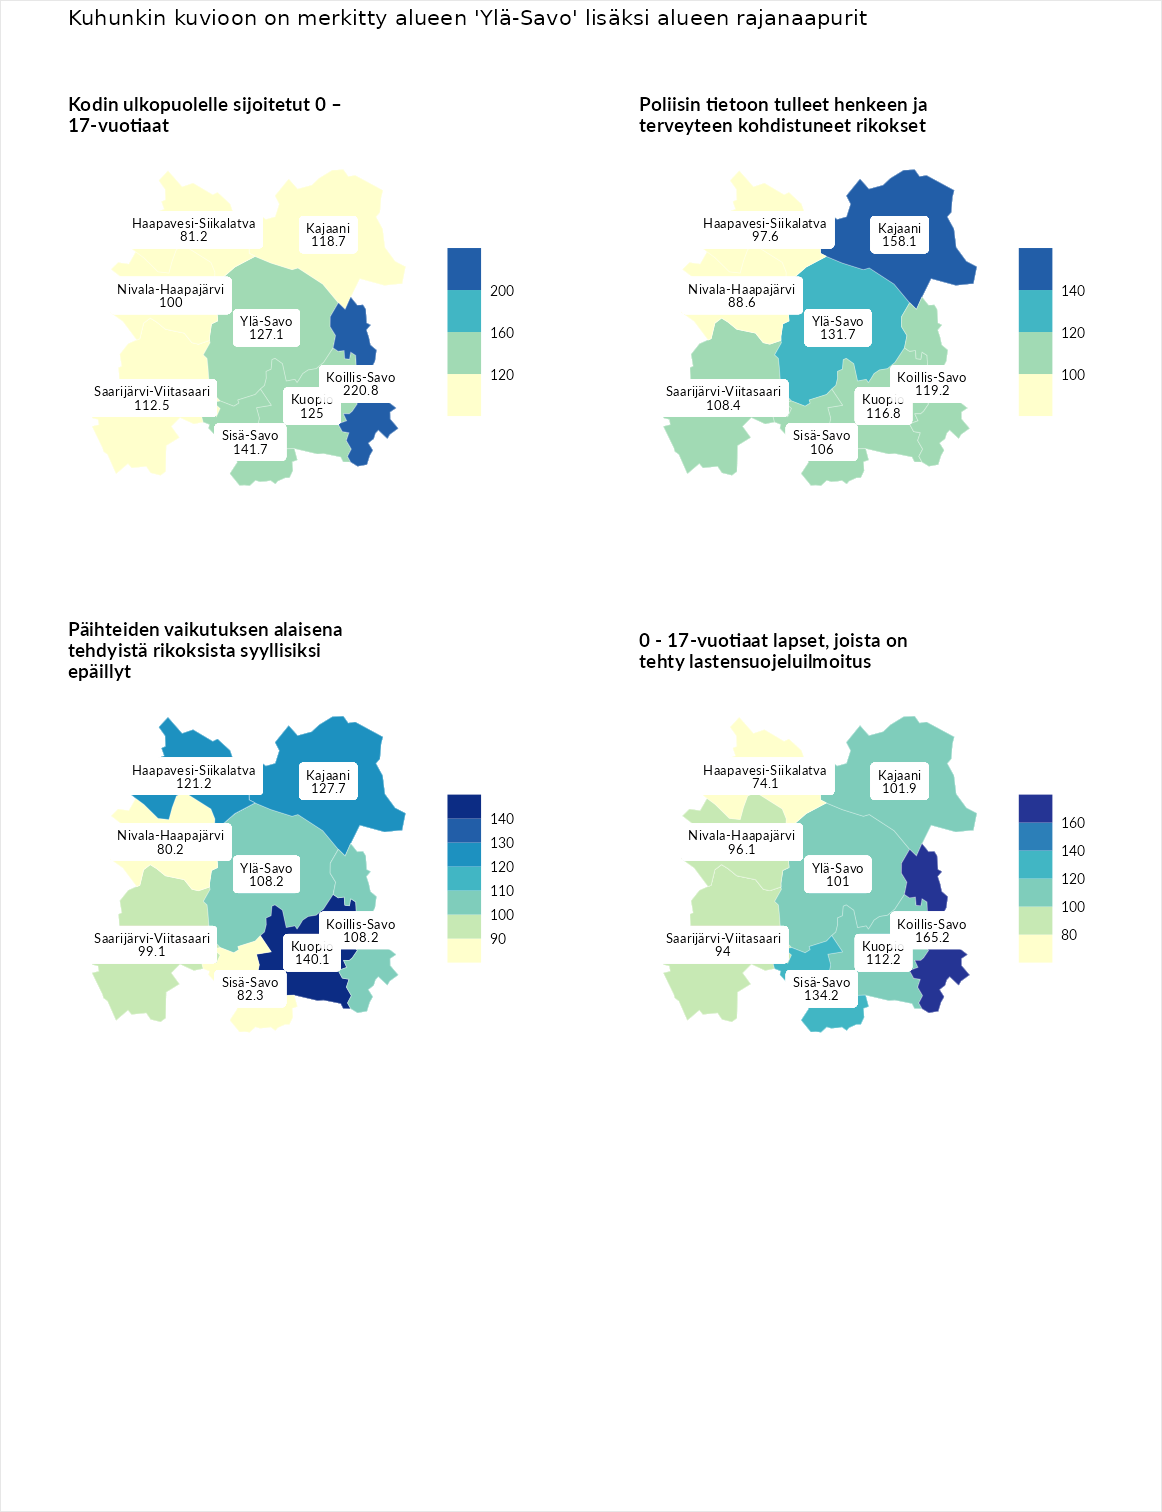 Kuhunkin kuvioon on merkitty alueen 'Ylä-Savo' lisäksi alueen rajanaapurit
Kodin ulkopuolelle sijoitetut 0 –
17-vuotiaat
Haapavesi-Siikalatva
81.2
Kajaani
118.7
Nivala-Haapajärvi
100
Ylä-Savo
127.1
Koillis-Savo
220.8
Saarijärvi-Viitasaari
112.5
Kuopio
125
Sisä-Savo
141.7
200
160
120
Poliisin tietoon tulleet henkeen ja
terveyteen kohdistuneet rikokset
Haapavesi-Siikalatva
97.6
Kajaani
158.1
Nivala-Haapajärvi
88.6
Ylä-Savo
131.7
Koillis-Savo
119.2
Saarijärvi-Viitasaari
108.4
Kuopio
116.8
Sisä-Savo
106
140
120
100
Päihteiden vaikutuksen alaisena
tehdyistä rikoksista syyllisiksi
epäillyt
Haapavesi-Siikalatva
121.2
Kajaani
127.7
Nivala-Haapajärvi
80.2
Ylä-Savo
108.2
Koillis-Savo
108.2
Saarijärvi-Viitasaari
99.1
Kuopio
140.1
Sisä-Savo
82.3
140
130
120
110
100
90
0 - 17-vuotiaat lapset, joista on
tehty lastensuojeluilmoitus
Haapavesi-Siikalatva
74.1
Kajaani
101.9
Nivala-Haapajärvi
96.1
Ylä-Savo
101
Koillis-Savo
165.2
Saarijärvi-Viitasaari
94
Kuopio
112.2
Sisä-Savo
134.2
160
140
120
100
80